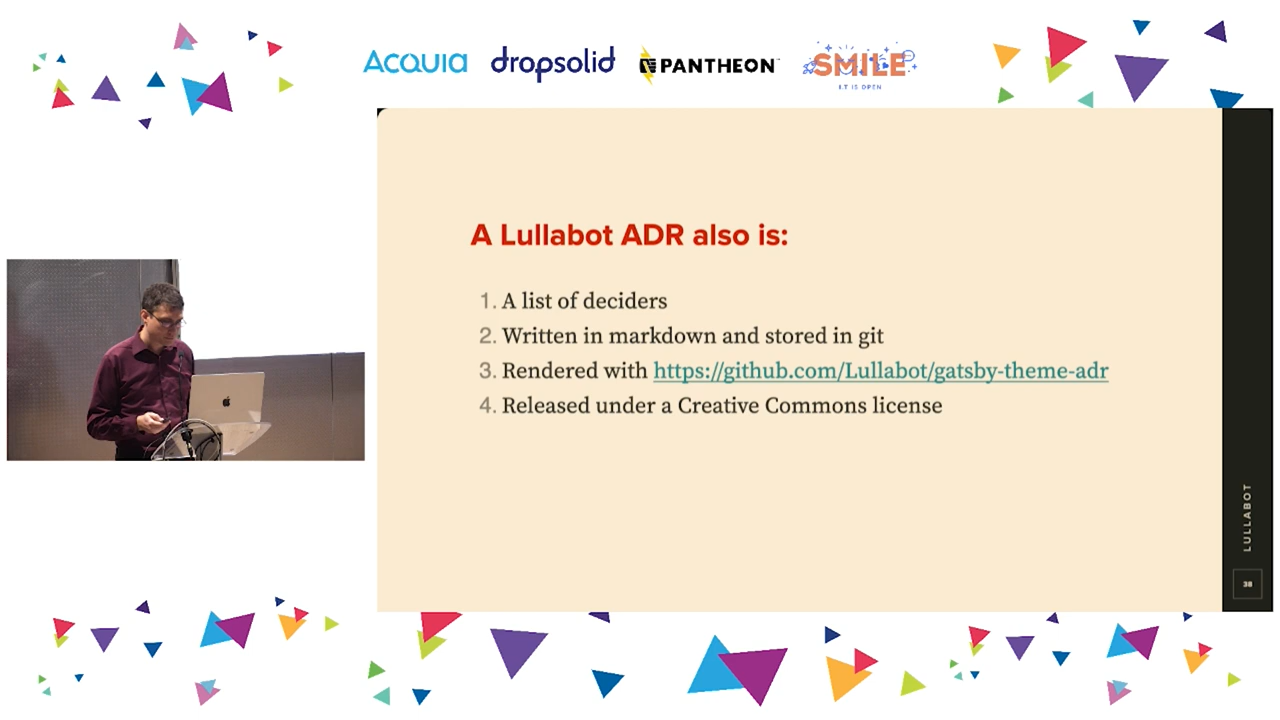 ACQUIA
dropsolid
PANTHEON
SMILE
I.T IS OPEN
A Lullabot ADR also is:
1. A list of deciders
2. Written in markdown and stored in git
3. Rendered with https://github.com/Lullabot/gatsby-theme-adr
4. Released under a Creative Commons license
LULLABOT
38